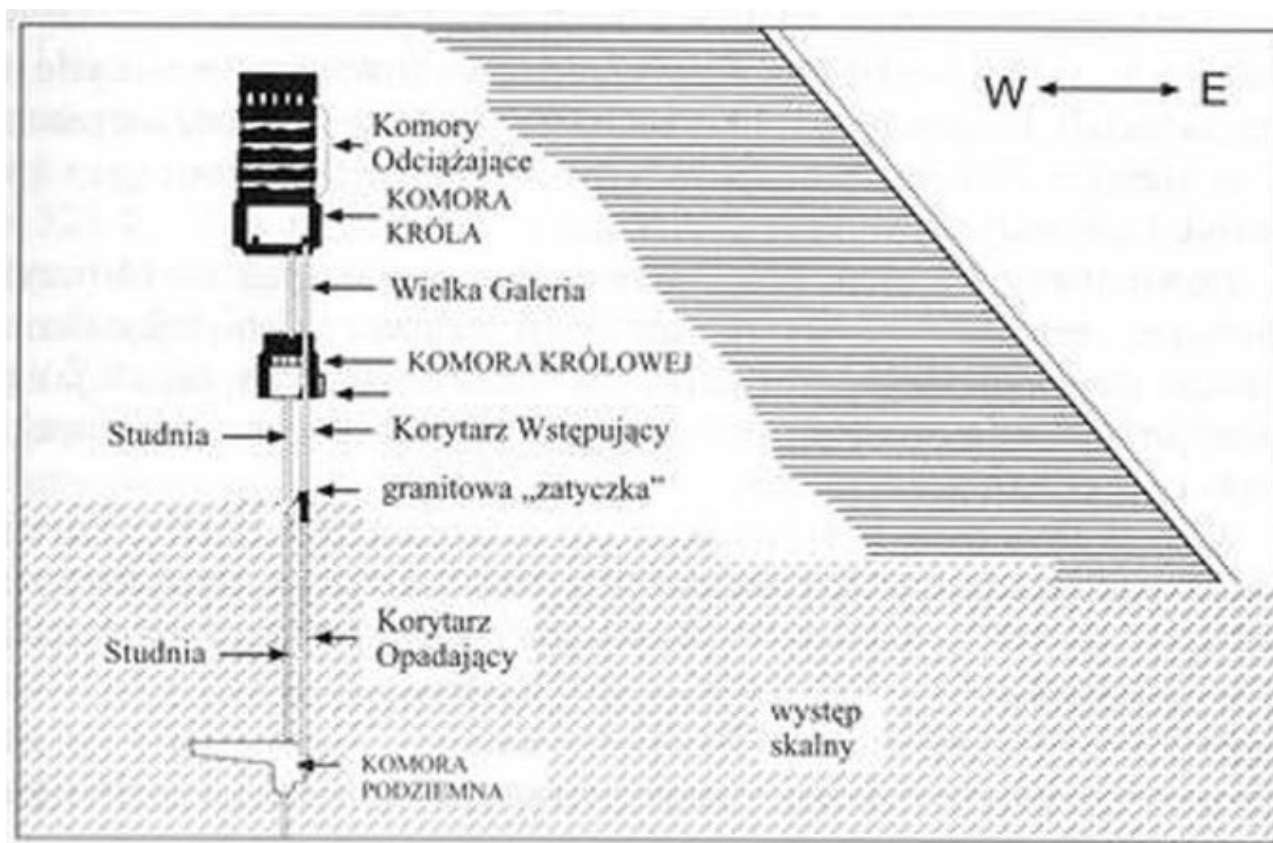 W E
Komory
Odciążające
KOMORA
KRÓLA
Wielka Galeria
KOMORA KRÓLOWEJ
Studnia
Korytarz Wstępujący
granitowa „zatyczka”
Korytarz
Opadający
Studnia
występ
skalny
KOMORA
PODZIEMNA